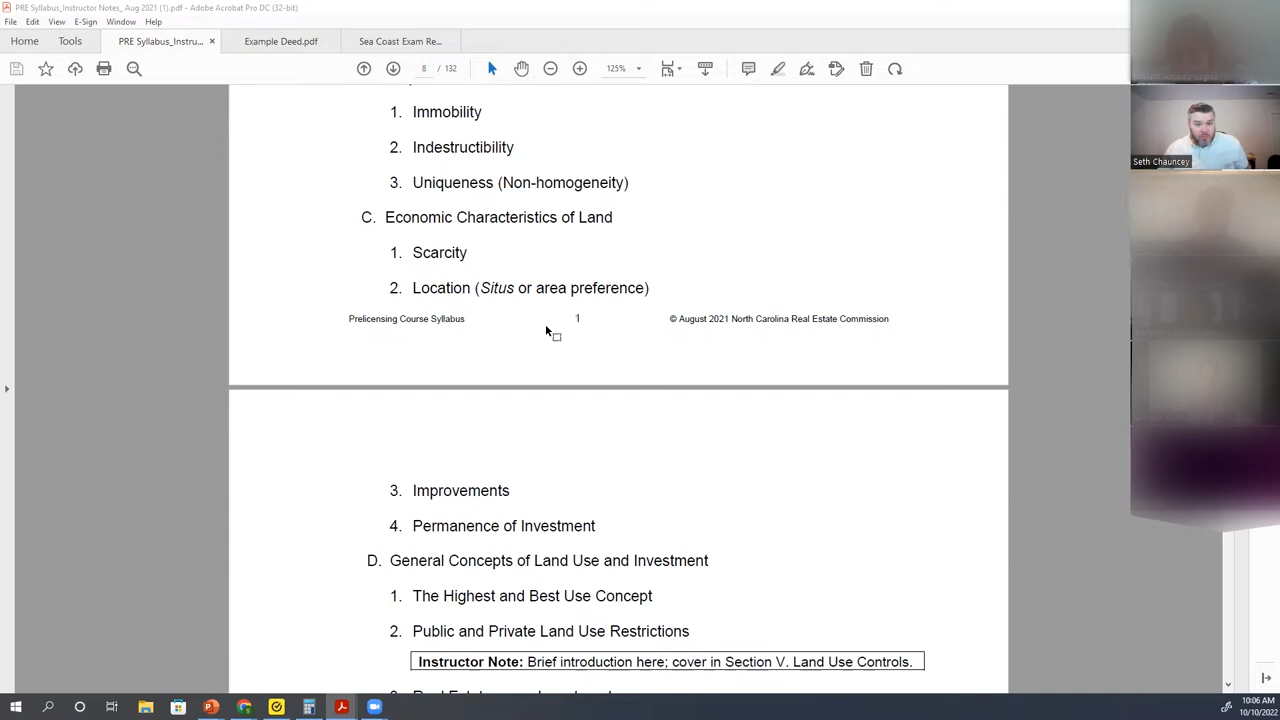 PRE Syllabus_Instructor Notes_ Aug 2021 (1).pdf - Adobe Acrobat Pro DC (32-bit)
File Edit View E-Sign Window Help
Home Tools PRE Syllabus_Instru... × Example Deed.pdf Sea Coast Exam Re...
8 / 132 125%
1. Immobility
2. Indestructibility
3. Uniqueness (Non-homogeneity)
C. Economic Characteristics of Land
1. Scarcity
2. Location (Situs or area preference)
Prelicensing Course Syllabus 1 © August 2021 North Carolina Real Estate Commission
3. Improvements
4. Permanence of Investment
D. General Concepts of Land Use and Investment
1. The Highest and Best Use Concept
2. Public and Private Land Use Restrictions
Instructor Note: Brief introduction here; cover in Section V. Land Use Controls.
Seth Chauncey
10:06 AM
10/10/2022